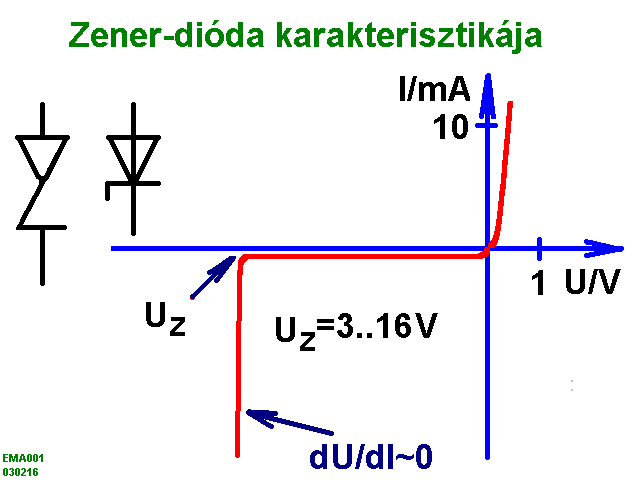 Zener-dióda karakterisztikája
I/mA
10
1 U/V
Uz
Uz=3..16V
dU/dI~0
EMA001
030216